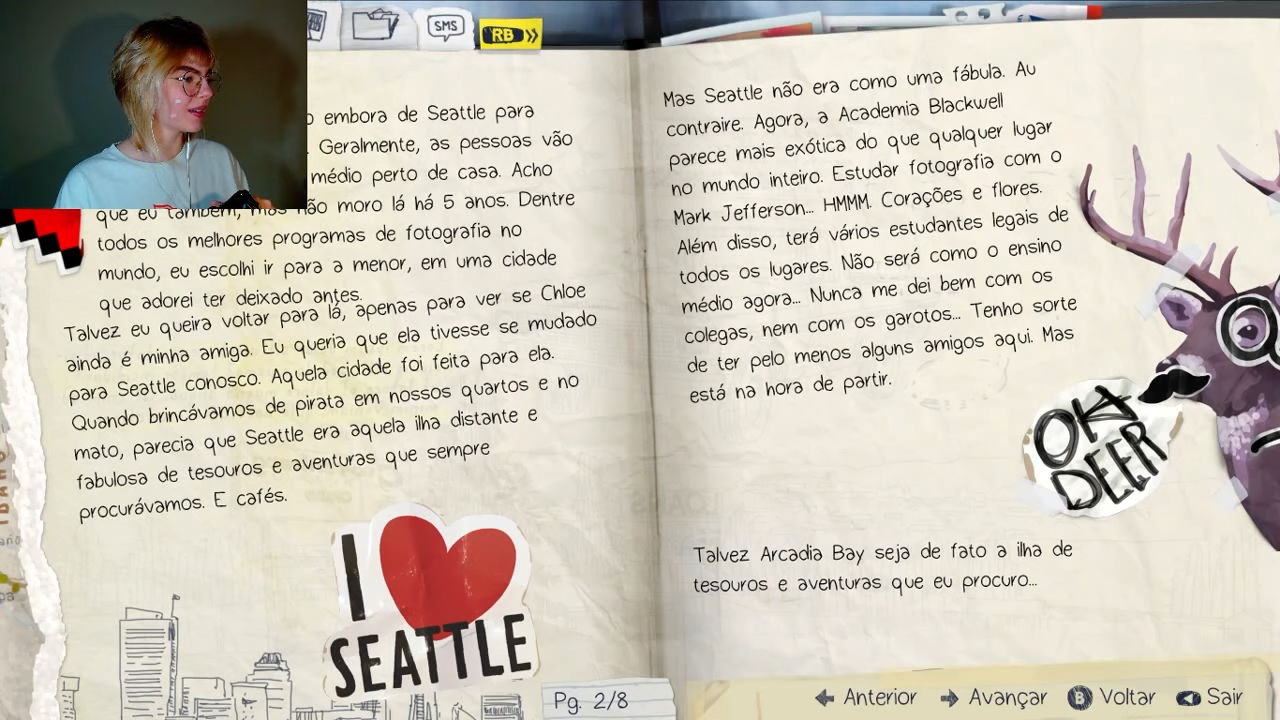 SMS
RB
embora de Seattle para
Geralmente, as pessoas vão
médio perto de casa. Acho
que eu também, mas não moro lá há 5 anos. Dentre
todos os melhores programas de fotografia no
mundo, eu escolhi ir para a menor, em uma cidade
que adorei ter deixado antes.
Talvez eu queira voltar para lá, apenas para ver se Chloe
ainda é minha amiga. Eu queria que ela tivesse se mudado
para Seattle conosco. Aquela cidade foi feita para ela.
Quando brincávamos de pirata em nossos quartos e no
mato, parecia que Seattle era aquela ilha distante e
fabulosa de tesouros e aventuras que sempre
procurávamos. E cafés.
I
SEATTLE
Pg. 2/8
Mas Seattle não era como uma fábula. Au
contraire. Agora, a Academia Blackwell
parece mais exótica do que qualquer lugar
no mundo inteiro. Estudar fotografia com o
Mark Jefferson... HMMM. Corações e flores.
Além disso, terá vários estudantes legais de
todos os lugares. Não será como o ensino
médio agora... Nunca me dei bem com os
colegas, nem com os garotos... Tenho sorte
de ter pelo menos alguns amigos aqui. Mas
está na hora de partir.
OH
DEER
Talvez Arcadia Bay seja de fato a ilha de
tesouros e aventuras que eu procuro...
Anterior Avançar B Voltar Sair